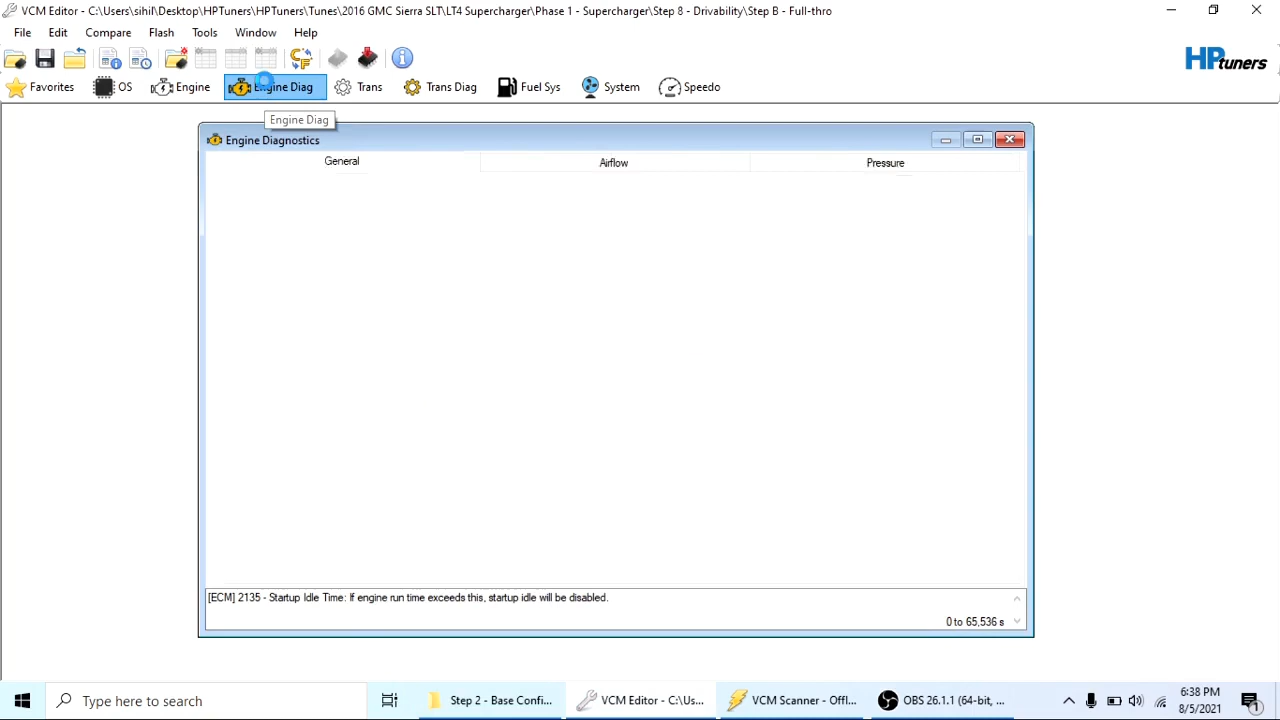 VCM Editor - C:\Users\sihil\Desktop\HPTuners\HPTuners\Tunes\2016 GMC Sierra SLT\LT4 Supercharger\Phase 1 - Supercharger\Step 8 - Drivability\Step B - Full-thro
File Edit Compare Flash Tools Window Help
HPtuners
Favorites OS Engine Engine Diag Trans Trans Diag Fuel Sys System Speedo
Engine Diag
Engine Diagnostics
General Airflow Pressure
[ECM] 2135 - Startup Idle Time: If engine run time exceeds this, startup idle will be disabled.
0 to 65,536 s
Type here to search
Step 2 - Base Confi...
VCM Editor - C:\Us...
VCM Scanner - Offl...
OBS 26.1.1 (64-bit, ...
6:38 PM
8/5/2021
1